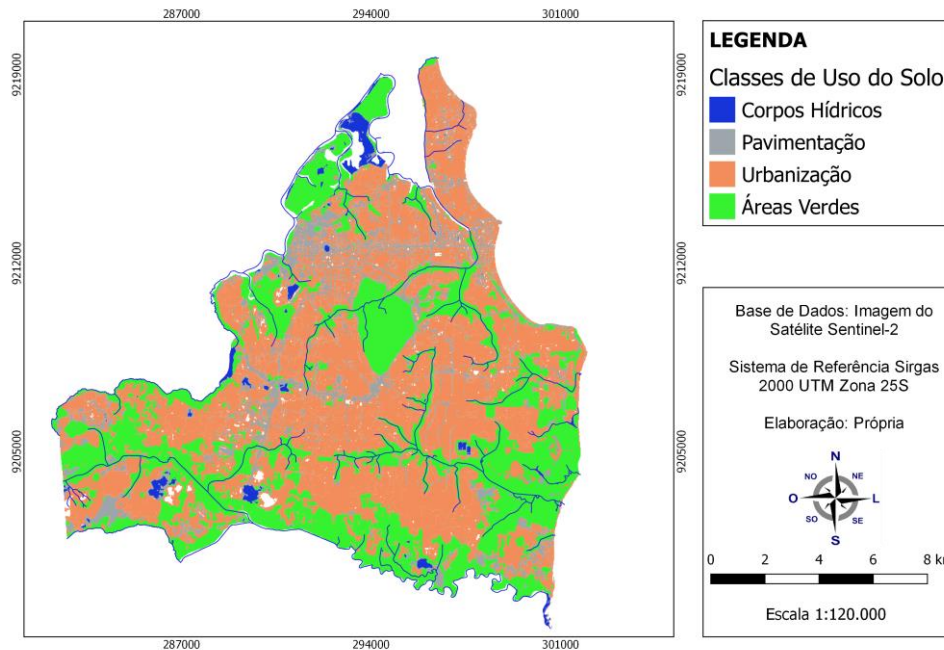 287000
294000
301000
9219000
9219000
9212000
9212000
9205000
9205000
287000
294000
301000
LEGENDA
Classes de Uso do Solo
Corpos Hídricos
Pavimentação
Urbanização
Áreas Verdes
Base de Dados: Imagem do
Satélite Sentinel-2
Sistema de Referência Sirgas
2000 UTM Zona 25S
Elaboração: Própria
N
NO
NE
O
L
SO
SE
S
0 2 4 6 8 km
Escala 1:120.000